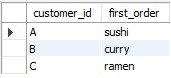 customer_id first_order
A sushi
B curry
C ramen